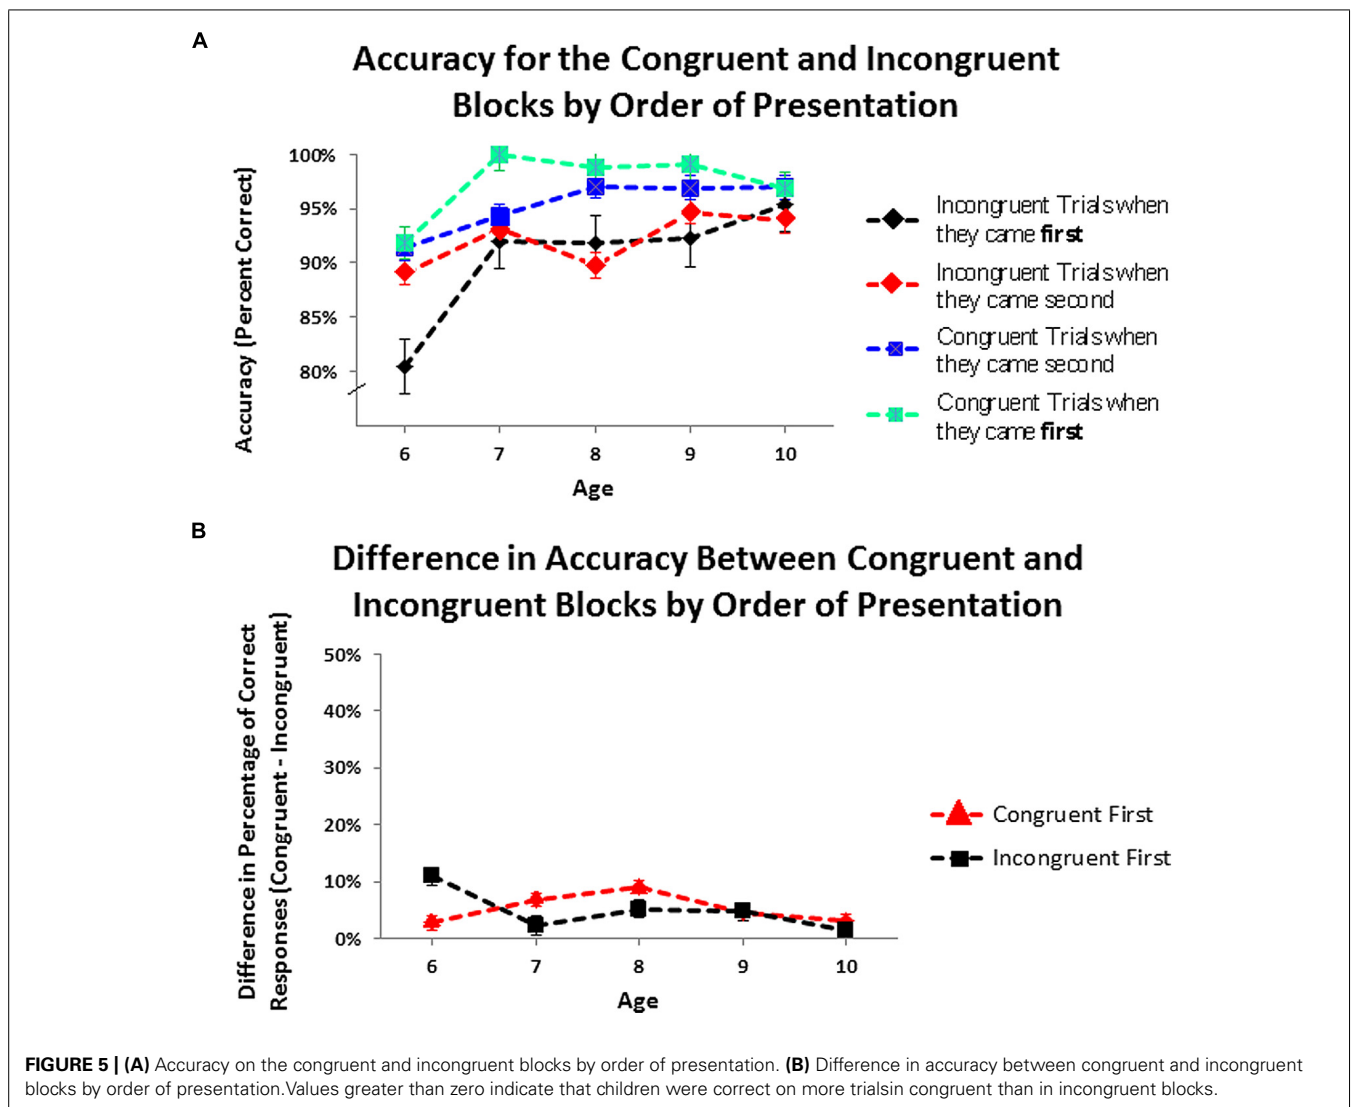 A
Accuracy for the Congruent and Incongruent
Blocks by Order of Presentation
Accuracy (Percent Correct)
100%
95%
90%
85%
80%
6 7 8 9 10
Age
Incongruent Trials when
they came first
Incongruent Trials when
they came second
Congruent Trials when
they came second
Congruent Trials when
they came first
B
Difference in Accuracy Between Congruent and
Incongruent Blocks by Order of Presentation
Difference in Percentage of Correct
Responses (Congruent - Incongruent)
50%
40%
30%
20%
10%
0%
6 7 8 9 10
Age
Congruent First
Incongruent First
FIGURE 5 | (A) Accuracy on the congruent and incongruent blocks by order of presentation. (B) Difference in accuracy between congruent and incongruent
blocks by order of presentation.Values greater than zero indicate that children were correct on more trialsin congruent than in incongruent blocks.